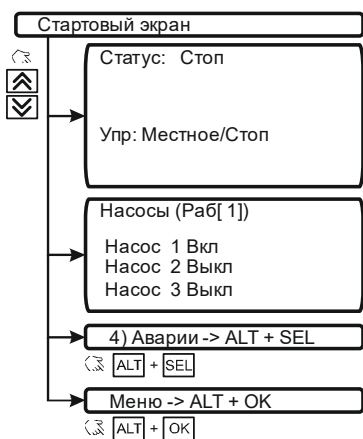 Стартовый экран
Статус: Стоп
Упр: Местное/Стоп
Насосы (Раб[ 1])
Насос 1 Вкл
Насос 2 Выкл
Насос 3 Выкл
4) Аварии -> ALT + SEL
ALT + SEL
Меню -> ALT + OK
ALT + OK